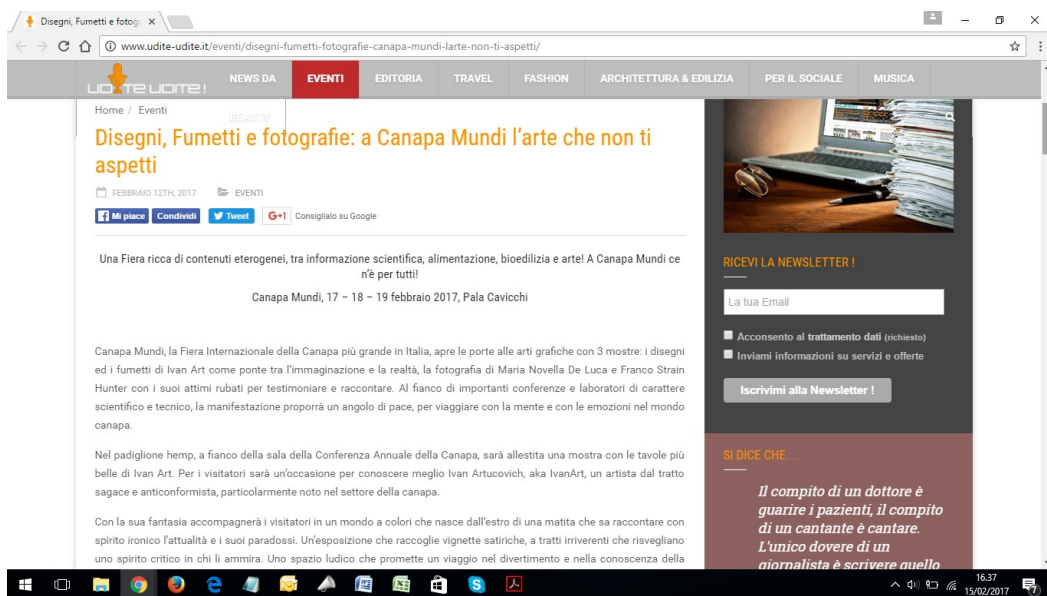 Disegni, Fumetti e fotogr
www.udite-udite.it/eventi/disegni-fumetti-fotografie-canapa-mundi-larte-non-ti-aspetti/
UDITE UDITE!
NEWS DA
EVENTI
EDITORIA
TRAVEL
FASHION
ARCHITETTURA & EDILIZIA
PER IL SOCIALE
MUSICA
BEAUTY
Home / Eventi
Disegni, Fumetti e fotografie: a Canapa Mundi l'arte che non ti
aspetti
FEBBRAIO 12TH, 2017 EVENTI
Mi piace Condividi Tweet G+1 Consiglialo su Google
Una Fiera ricca di contenuti eterogenei, tra informazione scientifica, alimentazione, bioedilizia e arte! A Canapa Mundi ce
n'è per tutti!
Canapa Mundi, 17 – 18 – 19 febbraio 2017, Pala Cavicchi
Canapa Mundi, la Fiera Internazionale della Canapa più grande in Italia, apre le porte alle arti grafiche con 3 mostre: i disegni
ed i fumetti di Ivan Art come ponte tra l'immaginazione e la realtà, la fotografia di Maria Novella De Luca e Franco Strain
Hunter con i suoi attimi rubati per testimoniare e raccontare. Al fianco di importanti conferenze e laboratori di carattere
scientifico e tecnico, la manifestazione proporrà un angolo di pace, per viaggiare con la mente e con le emozioni nel mondo
canapa.
Nel padiglione hemp, a fianco della sala della Conferenza Annuale della Canapa, sarà allestita una mostra con le tavole più
belle di Ivan Art. Per i visitatori sarà un'occasione per conoscere meglio Ivan Artucovich, aka IvanArt, un artista dal tratto
sagace e anticonformista, particolarmente noto nel settore della canapa.
Con la sua fantasia accompagnerà i visitatori in un mondo a colori che nasce dall'estro di una matita che sa raccontare con
spirito ironico l'attualità e i suoi paradossi. Un'esposizione che raccoglie vignette satiriche, a tratti irriverenti che risvegliano
uno spirito critico in chi li ammira. Uno spazio ludico che promette un viaggio nel divertimento e nella conoscenza della
RICEVI LA NEWSLETTER !
La tua Email
Acconsento al trattamento dati (richiesto)
Inviami informazioni su servizi e offerte
Iscrivimi alla Newsletter !
SI DICE CHE...
Il compito di un dottore è
guarire i pazienti, il compito
di un cantante è cantare.
L'unico dovere di un
giornalista è scrivere quello
16.37
15/02/2017